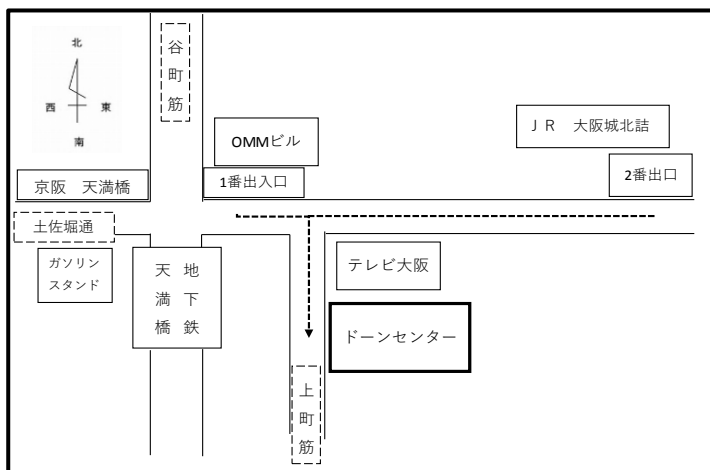 北
西 東
南
谷町筋
OMMビル
1番出入口
ＪＲ 大阪城北詰
2番出口
京阪 天満橋
土佐堀通
ガソリン
スタンド
地下鉄
天満橋
テレビ大阪
ドーンセンター
上町筋